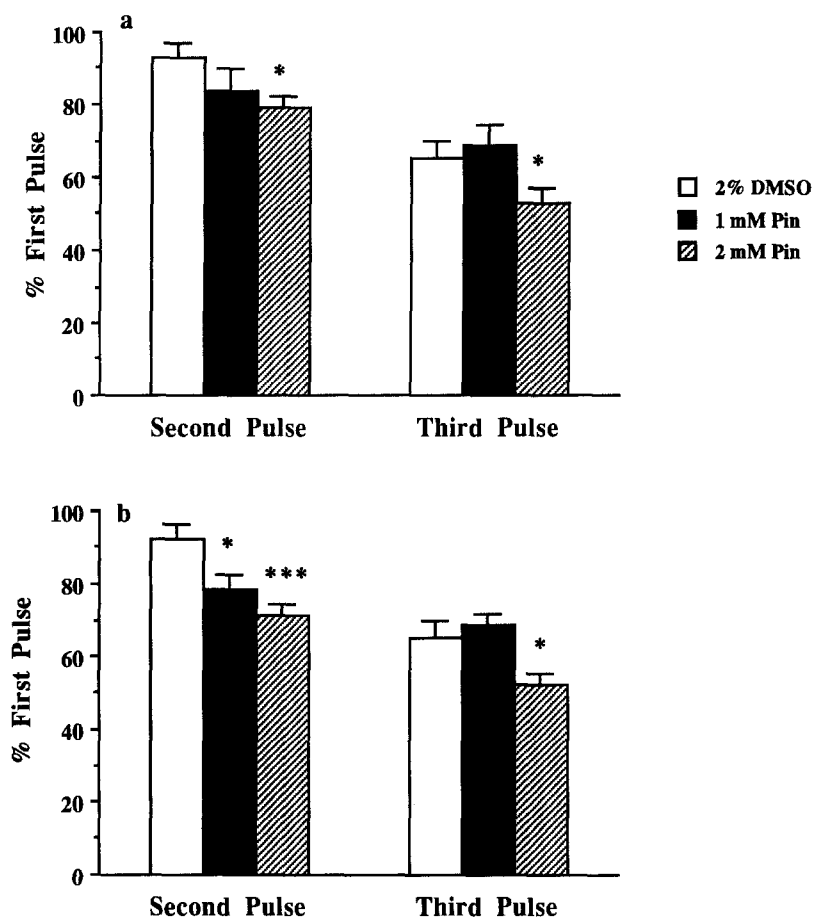 a
100
80
60
40
20
0
% First Pulse
*
*
Second Pulse
Third Pulse
2% DMSO
1 mM Pin
2 mM Pin
b
100
80
60
40
20
0
% First Pulse
*
***
*
Second Pulse
Third Pulse